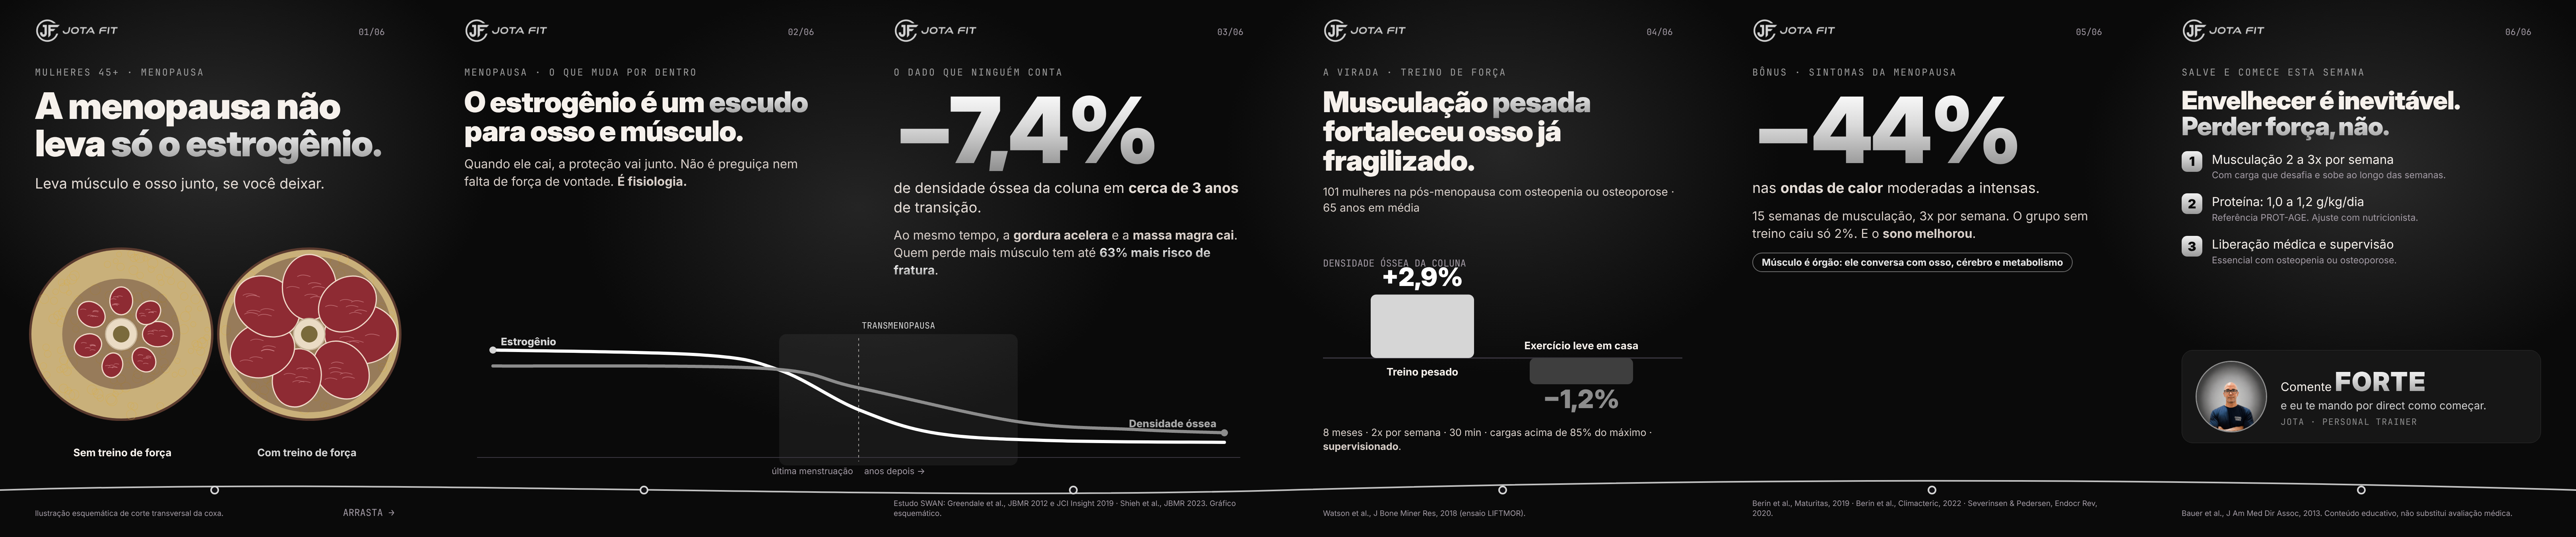 JF JOTA FIT
01/06
MULHERES 45+ · MENOPAUSA
A menopausa não
leva só o estrogênio.
Leva músculo e osso junto, se você deixar.
Sem treino de força
Com treino de força
Ilustração esquemática de corte transversal da coxa.
ARRASTA →
JF JOTA FIT
02/06
MENOPAUSA · O QUE MUDA POR DENTRO
O estrogênio é um escudo
para osso e músculo.
Quando ele cai, a proteção vai junto. Não é preguiça nem
falta de força de vontade. É fisiologia.
Estrogênio
TRANSMENOPAUSA
última menstruação
anos depois →
Densidade óssea
JF JOTA FIT
03/06
O DADO QUE NINGUÉM CONTA
−7,4%
de densidade óssea da coluna em cerca de 3 anos
de transição.
Ao mesmo tempo, a gordura acelera e a massa magra cai.
Quem perde mais músculo tem até 63% mais risco de
fratura.
Estudo SWAN: Greendale et al., JBMR 2012 e JCI Insight 2019 · Shieh et al., JBMR 2023. Gráfico
esquemático.
JF JOTA FIT
04/06
A VIRADA · TREINO DE FORÇA
Musculação pesada
fortaleceu osso já
fragilizado.
101 mulheres na pós-menopausa com osteopenia ou osteoporose ·
65 anos em média
DENSIDADE ÓSSEA DA COLUNA
+2,9%
Treino pesado
Exercício leve em casa
−1,2%
8 meses · 2x por semana · 30 min · cargas acima de 85% do máximo ·
supervisionado.
Watson et al., J Bone Miner Res, 2018 (ensaio LIFTMOR).
JF JOTA FIT
05/06
BÔNUS · SINTOMAS DA MENOPAUSA
−44%
nas ondas de calor moderadas a intensas.
15 semanas de musculação, 3x por semana. O grupo sem
treino caiu só 2%. E o sono melhorou.
Músculo é órgão: ele conversa com osso, cérebro e metabolismo
Berin et al., Maturitas, 2019 · Berin et al., Climacteric, 2022 · Severinsen & Pedersen, Endocr Rev,
2020.
JF JOTA FIT
06/06
SALVE E COMECE ESTA SEMANA
Envelhecer é inevitável.
Perder força, não.
1 Musculação 2 a 3x por semana
Com carga que desafia e sobe ao longo das semanas.
2 Proteína: 1,0 a 1,2 g/kg/dia
Referência PROT-AGE. Ajuste com nutricionista.
3 Liberação médica e supervisão
Essencial com osteopenia ou osteoporose.
Comente FORTE
e eu te mando por direct como começar.
JOTA · PERSONAL TRAINER
Bauer et al., J Am Med Dir Assoc, 2013. Conteúdo educativo, não substitui avaliação médica.